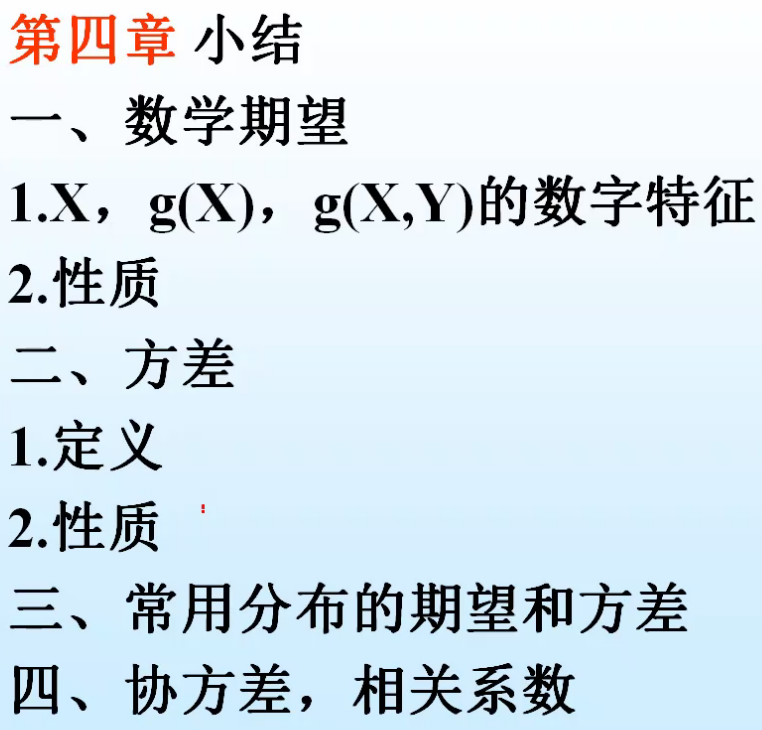 第四章 小结
一、数学期望
1.X，g(X)，g(X,Y)的数字特征
2.性质
二、方差
1.定义
2.性质
三、常用分布的期望和方差
四、协方差，相关系数